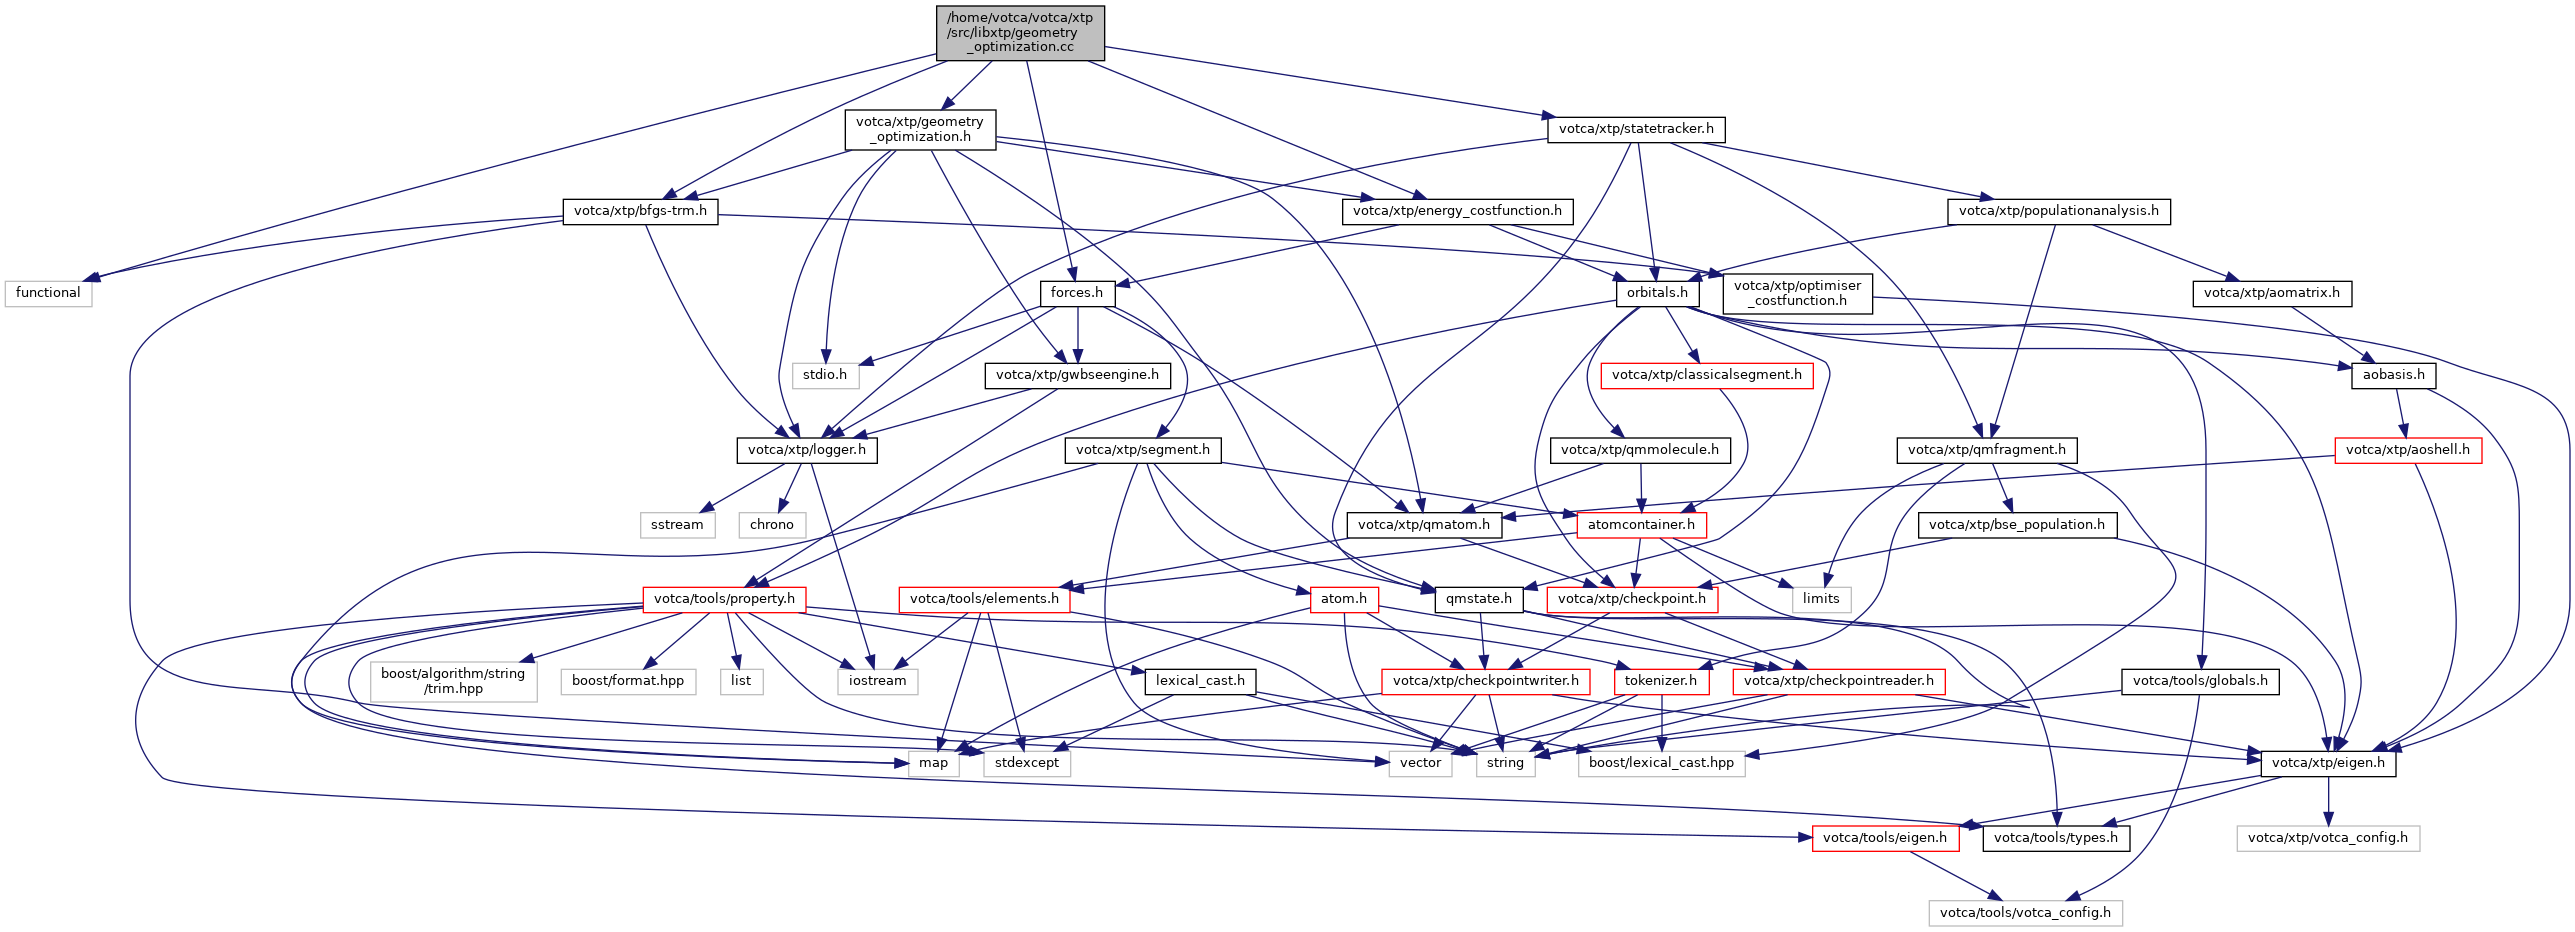 /home/votca/votca/xtp
/src/libxtp/geometry
_optimization.cc
votca/xtp/geometry
_optimization.h
votca/xtp/statetracker.h
votca/xtp/bfgs-trm.h
votca/xtp/energy_costfunction.h
votca/xtp/populationanalysis.h
functional
forces.h
orbitals.h
votca/xtp/optimiser
_costfunction.h
votca/xtp/aomatrix.h
stdio.h
votca/xtp/gwbseengine.h
votca/xtp/classicalsegment.h
aobasis.h
votca/xtp/logger.h
votca/xtp/segment.h
votca/xtp/qmmolecule.h
votca/xtp/qmfragment.h
votca/xtp/aoshell.h
sstream
chrono
votca/xtp/qmatom.h
atomcontainer.h
votca/xtp/bse_population.h
votca/tools/property.h
votca/tools/elements.h
atom.h
qmstate.h
votca/xtp/checkpoint.h
limits
boost/algorithm/string
/trim.hpp
boost/format.hpp
list
iostream
lexical_cast.h
votca/xtp/checkpointwriter.h
tokenizer.h
votca/xtp/checkpointreader.h
votca/tools/globals.h
map
stdexcept
vector
string
boost/lexical_cast.hpp
votca/xtp/eigen.h
votca/tools/eigen.h
votca/tools/types.h
votca/xtp/votca_config.h
votca/tools/votca_config.h